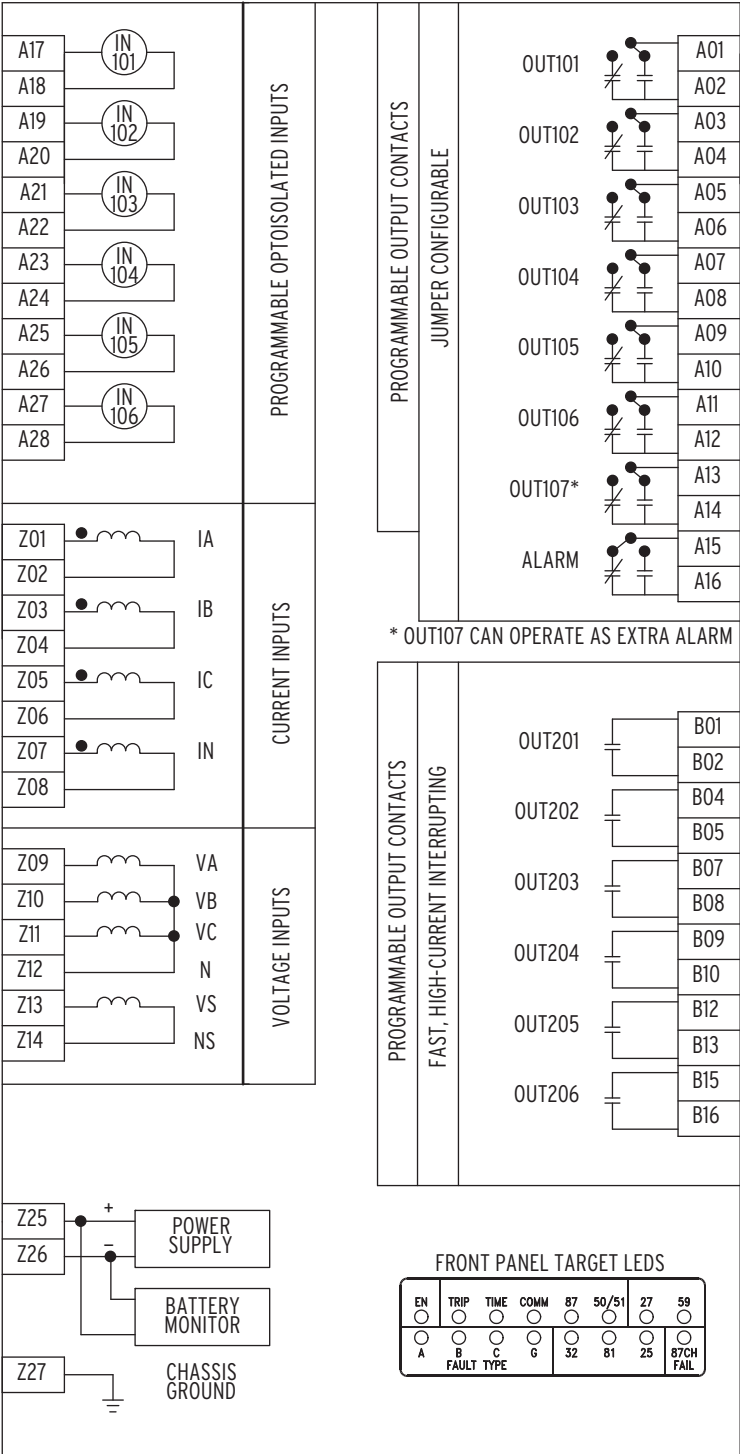 A17
A18
A19
A20
A21
A22
A23
A24
A25
A26
A27
A28
IN
101
IN
102
IN
103
IN
104
IN
105
IN
106
PROGRAMMABLE OPTOISOLATED INPUTS
Z01
Z02
Z03
Z04
Z05
Z06
Z07
Z08
IA
IB
IC
IN
CURRENT INPUTS
Z09
Z10
Z11
Z12
Z13
Z14
VA
VB
VC
N
VS
NS
VOLTAGE INPUTS
Z25
Z26
+
–
POWER
SUPPLY
BATTERY
MONITOR
Z27
CHASSIS
GROUND
PROGRAMMABLE OUTPUT CONTACTS
JUMPER CONFIGURABLE
OUT101
OUT102
OUT103
OUT104
OUT105
OUT106
OUT107*
ALARM
A01
A02
A03
A04
A05
A06
A07
A08
A09
A10
A11
A12
A13
A14
A15
A16
* OUT107 CAN OPERATE AS EXTRA ALARM
PROGRAMMABLE OUTPUT CONTACTS
FAST, HIGH-CURRENT INTERRUPTING
OUT201
OUT202
OUT203
OUT204
OUT205
OUT206
B01
B02
B04
B05
B07
B08
B09
B10
B12
B13
B15
B16
FRONT PANEL TARGET LEDS
EN TRIP TIME COMM 87 50/51 27 59
A B C G 32 81 25 87CH
FAULT TYPE FAIL